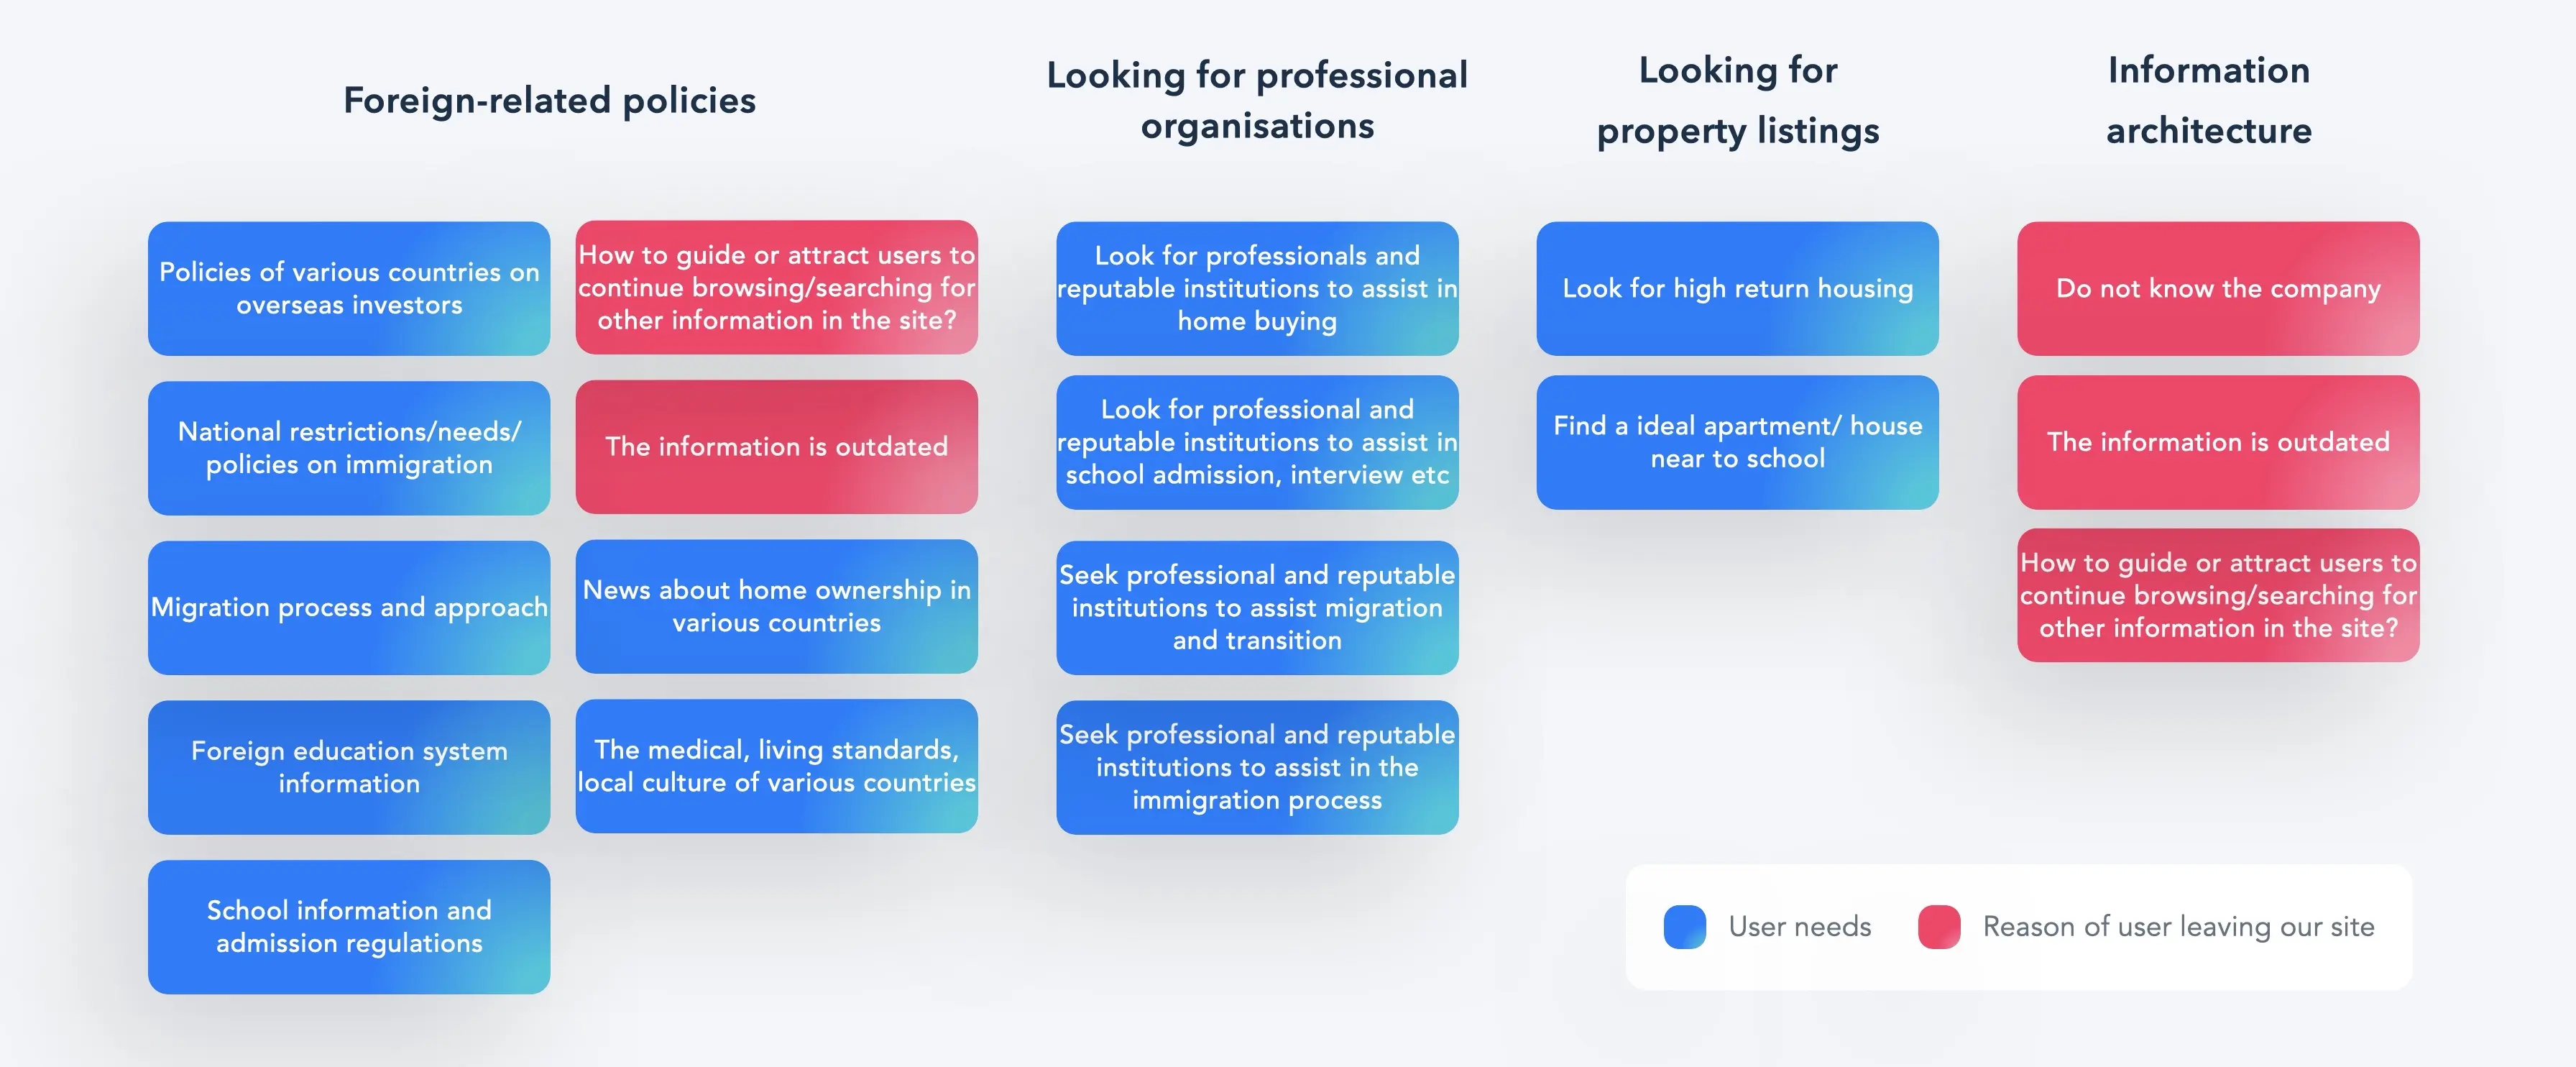 Foreign-related policies
Policies of various countries on
overseas investors
National restrictions/needs/
policies on immigration
Migration process and approach
Foreign education system
information
School information and
admission regulations
How to guide or attract users to
continue browsing/searching for
other information in the site?
The information is outdated
News about home ownership in
various countries
The medical, living standards,
local culture of various countries
Looking for professional
organisations
Look for professionals and
reputable institutions to assist in
home buying
Look for professional and
reputable institutions to assist in
school admission, interview etc
Seek professional and reputable
institutions to assist migration
and transition
Seek professional and reputable
institutions to assist in the
immigration process
Looking for
property listings
Look for high return housing
Find a ideal apartment/ house
near to school
Information
architecture
Do not know the company
The information is outdated
How to guide or attract users to
continue browsing/searching for
other information in the site?
User needs
Reason of user leaving our site